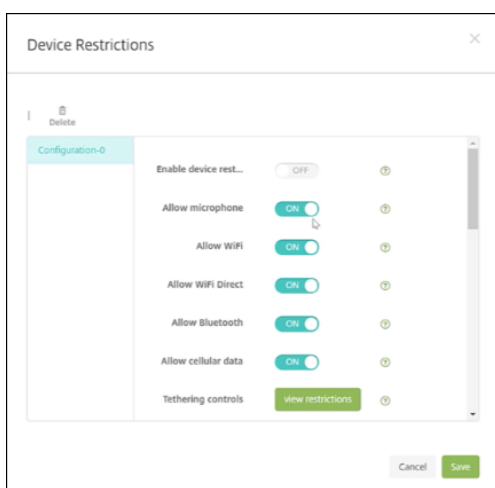 Device Restrictions
Delete
Configuration-0
Enable device rest... OFF
Allow microphone ON
Allow WiFi ON
Allow WiFi Direct ON
Allow Bluetooth ON
Allow cellular data ON
Tethering controls view restrictions
Cancel Save